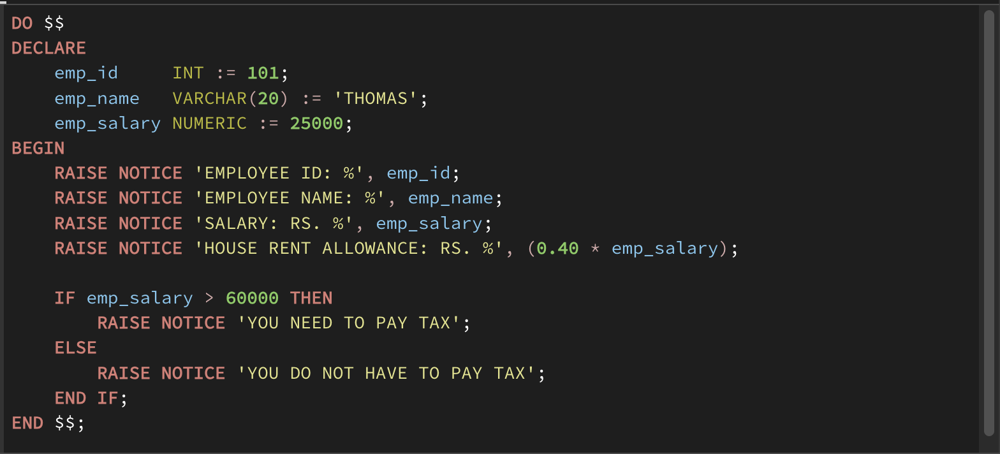 DO $$
DECLARE
    emp_id     INT := 101;
    emp_name   VARCHAR(20) := 'THOMAS';
    emp_salary NUMERIC := 25000;
BEGIN
    RAISE NOTICE 'EMPLOYEE ID: %', emp_id;
    RAISE NOTICE 'EMPLOYEE NAME: %', emp_name;
    RAISE NOTICE 'SALARY: RS. %', emp_salary;
    RAISE NOTICE 'HOUSE RENT ALLOWANCE: RS. %', (0.40 * emp_salary);

    IF emp_salary > 60000 THEN
        RAISE NOTICE 'YOU NEED TO PAY TAX';
    ELSE
        RAISE NOTICE 'YOU DO NOT HAVE TO PAY TAX';
    END IF;
END $$;